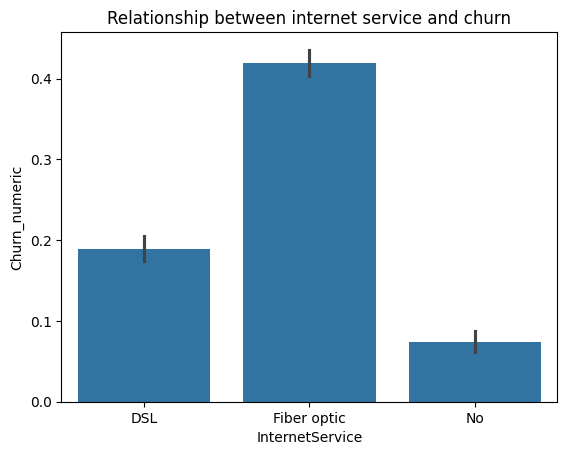 Relationship between internet service and churn
0.4
0.3
0.2
0.1
0.0
Churn_numeric
DSL
Fiber optic
No
InternetService